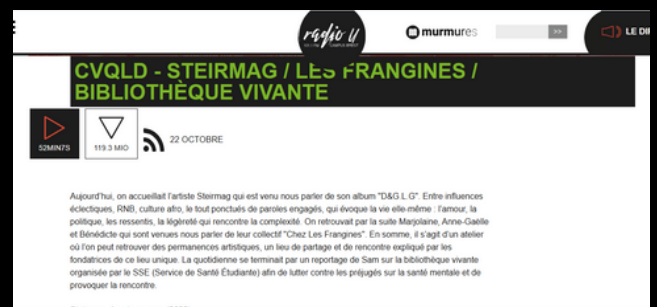 radio U
murmures
>>
LE DI
CVQLD - STEIRMAG / LES FRANGINES /
BIBLIOTHÈQUE VIVANTE
52MIN7S
119.3 MIO
22 OCTOBRE
Aujourd'hui, on accueillait l'artiste Steirmag qui est venu nous parler de son album "D&G.L.G". Entre influences
éclectiques, RNB, culture afro, le tout ponctués de paroles engagés, qui évoque la vie elle-même : l'amour, la
politique, les ressentis, la légèreté qui rencontre la complexité. On retrouvait par la suite Marjolaine, Anne-Gaëlle
et Bénédicte qui sont venues nous parler de leur collectif "Chez Les Frangines". En somme, il s'agit d'un atelier
où l'on peut retrouver des permanences artistiques, un lieu de partage et de rencontre expliqué par les
fondatrices de ce lieu unique. La quotidienne se terminait par un reportage de Sam sur la bibliothèque vivante
organisée par le SSE (Service de Santé Étudiante) afin de lutter contre les préjugés sur la santé mentale et de
provoquer la rencontre.